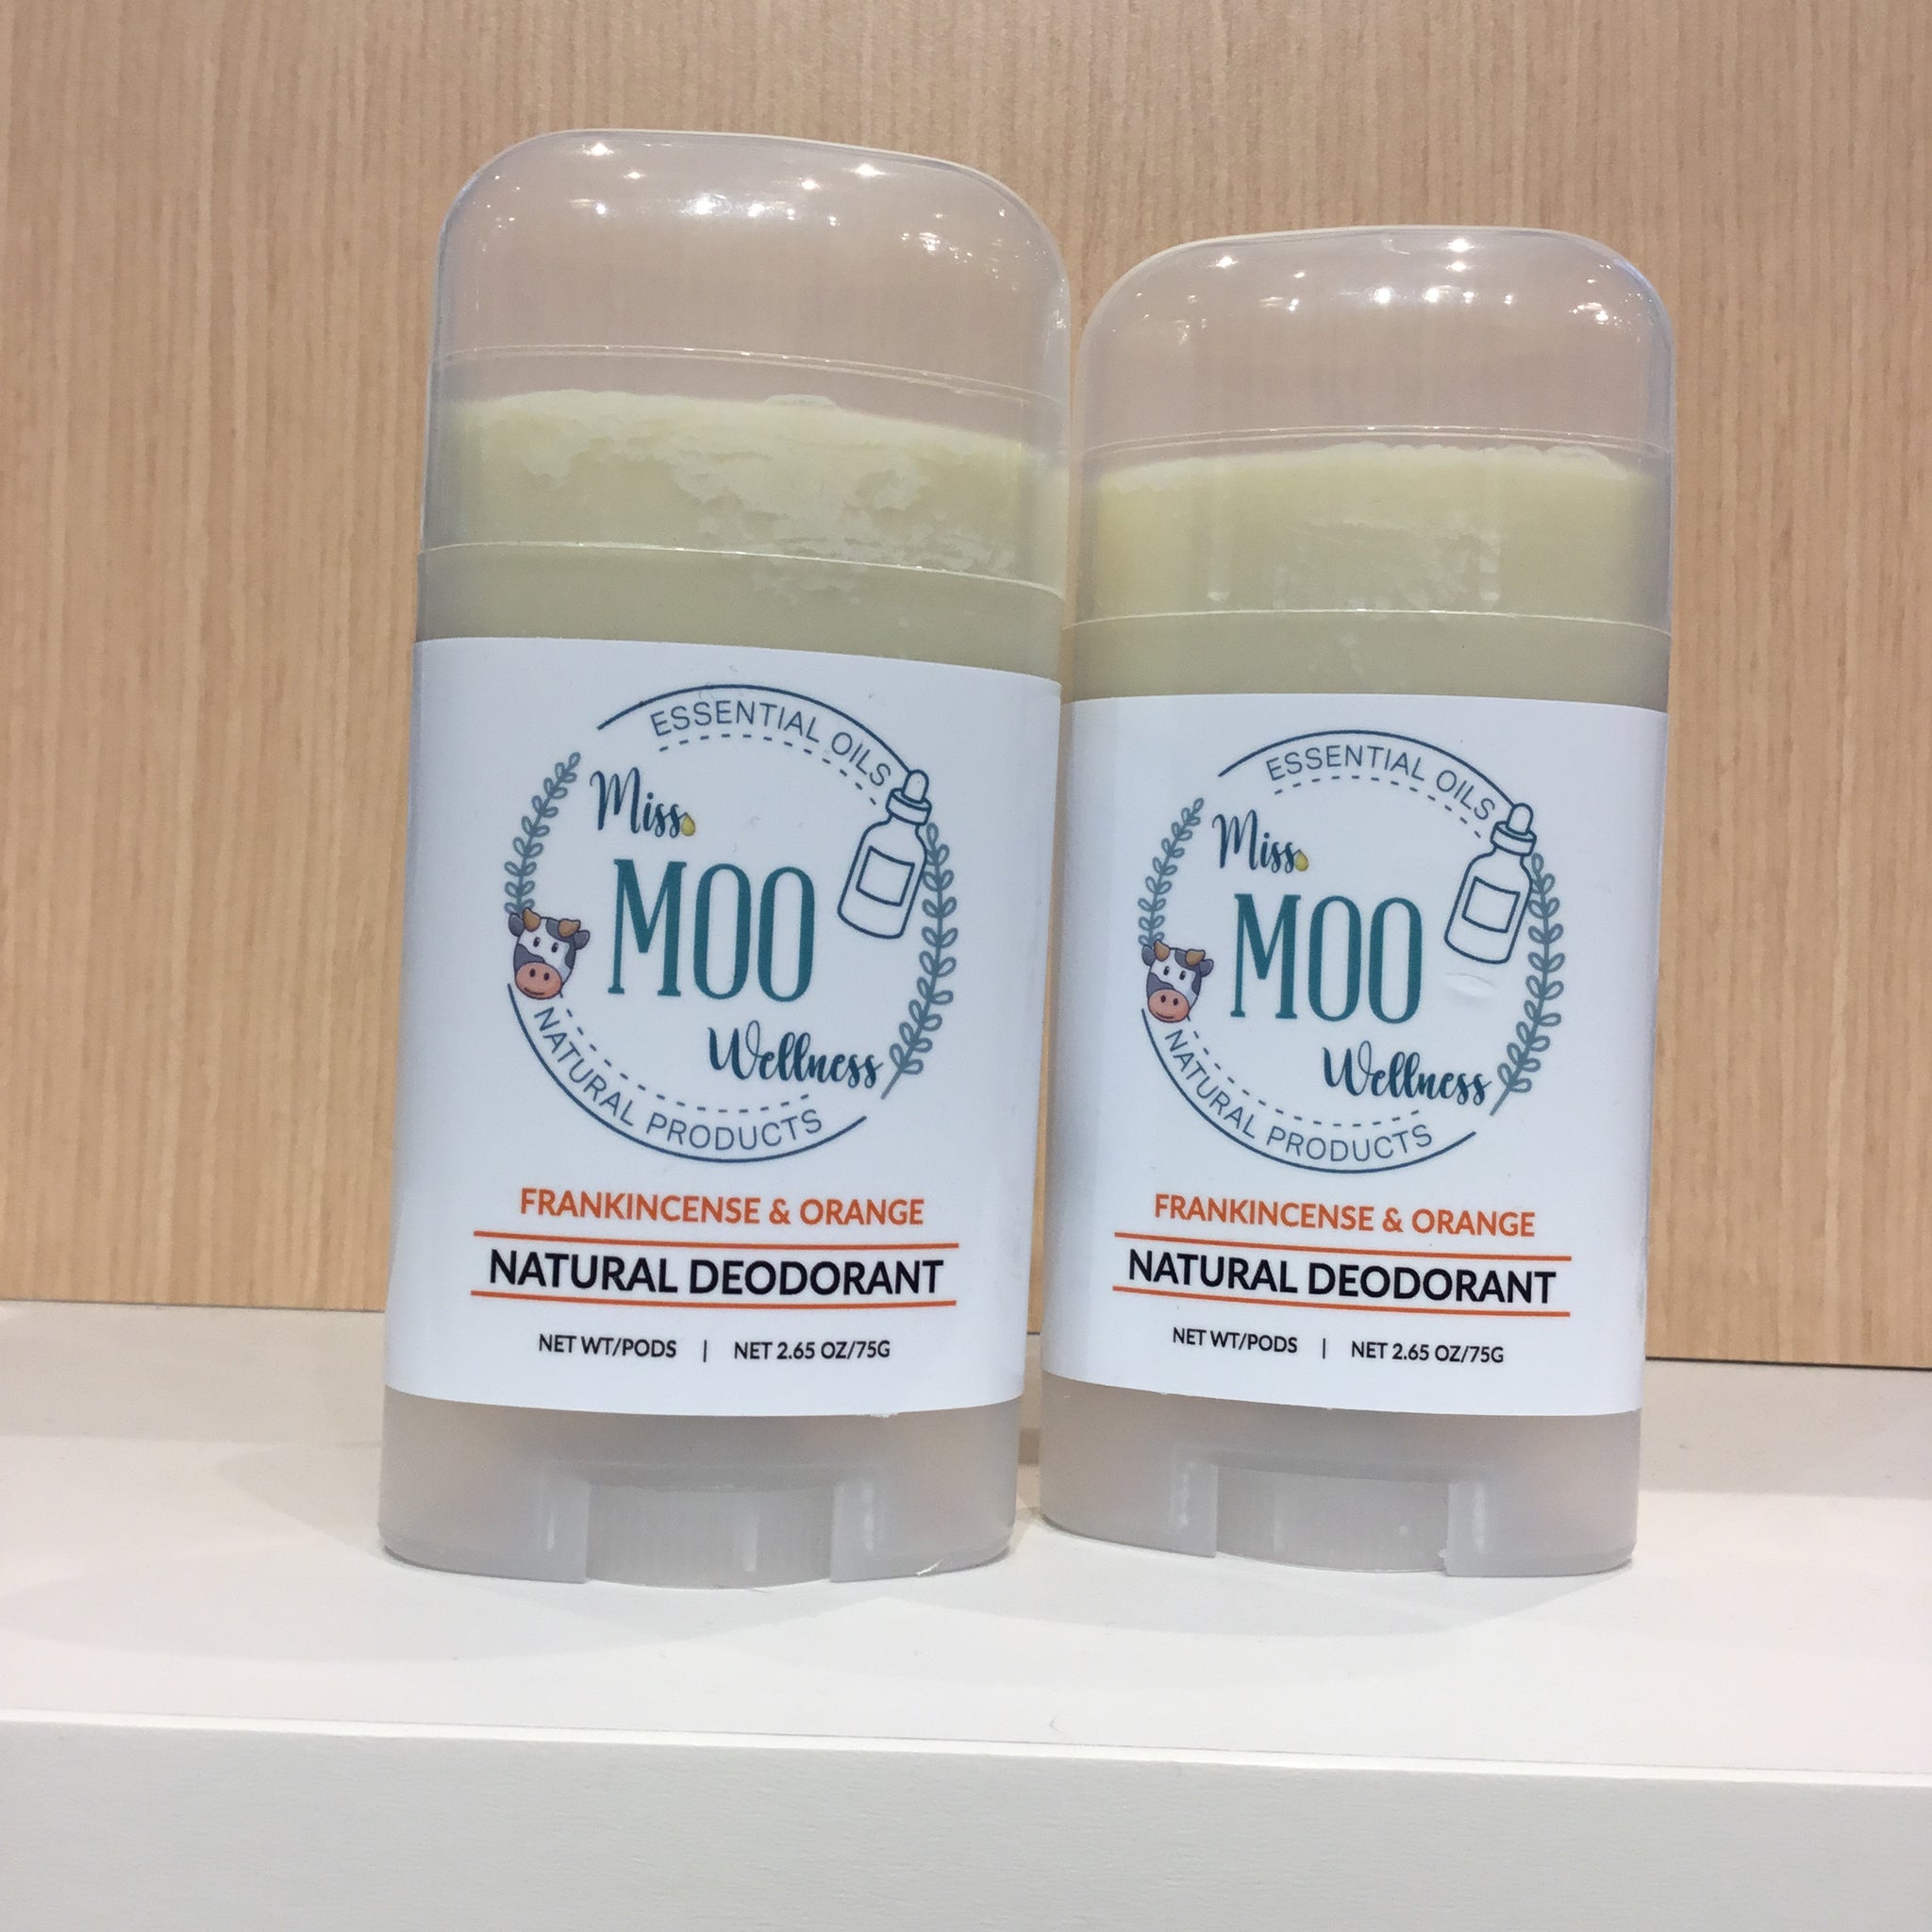 ESSENTIAL OILS
Miss
MOO
Wellness
NATURAL PRODUCTS
FRANKINCENSE & ORANGE
NATURAL DEODORANT
NET WT/PODS | NET 2.65 OZ/75G
ESSENTIAL OILS
Miss
MOO
Wellness
NATURAL PRODUCTS
FRANKINCENSE & ORANGE
NATURAL DEODORANT
NET WT/PODS | NET 2.65 OZ/75G